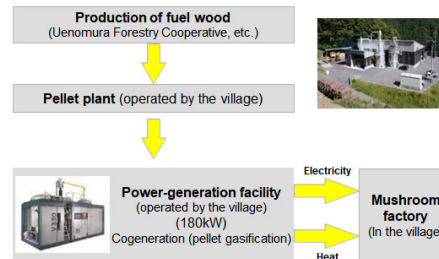 Production of fuel wood
(Uenomura Forestry Cooperative, etc.)
Pellet plant (operated by the village)
Electricity
Power-generation facility
(operated by the village)
(180kW)
Cogeneration (pellet gasification)
Mushroom
factory
(In the village
Heat